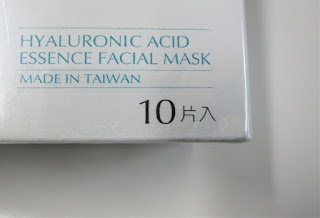 HYALURONIC ACID
ESSENCE FACIAL MASK
MADE IN TAIWAN
10片入